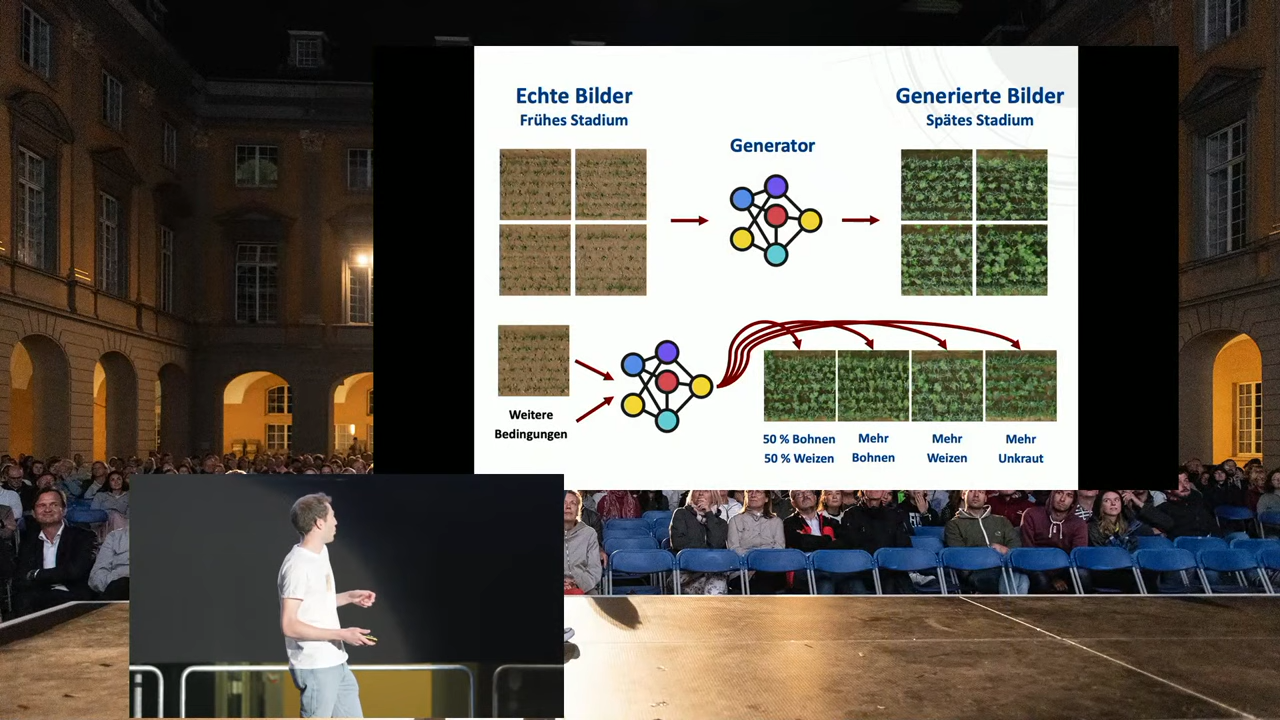 Echte Bilder
Frühes Stadium
Generator
Generierte Bilder
Spätes Stadium
Weitere
Bedingungen
50 % Bohnen
50 % Weizen
Mehr
Bohnen
Mehr
Weizen
Mehr
Unkraut